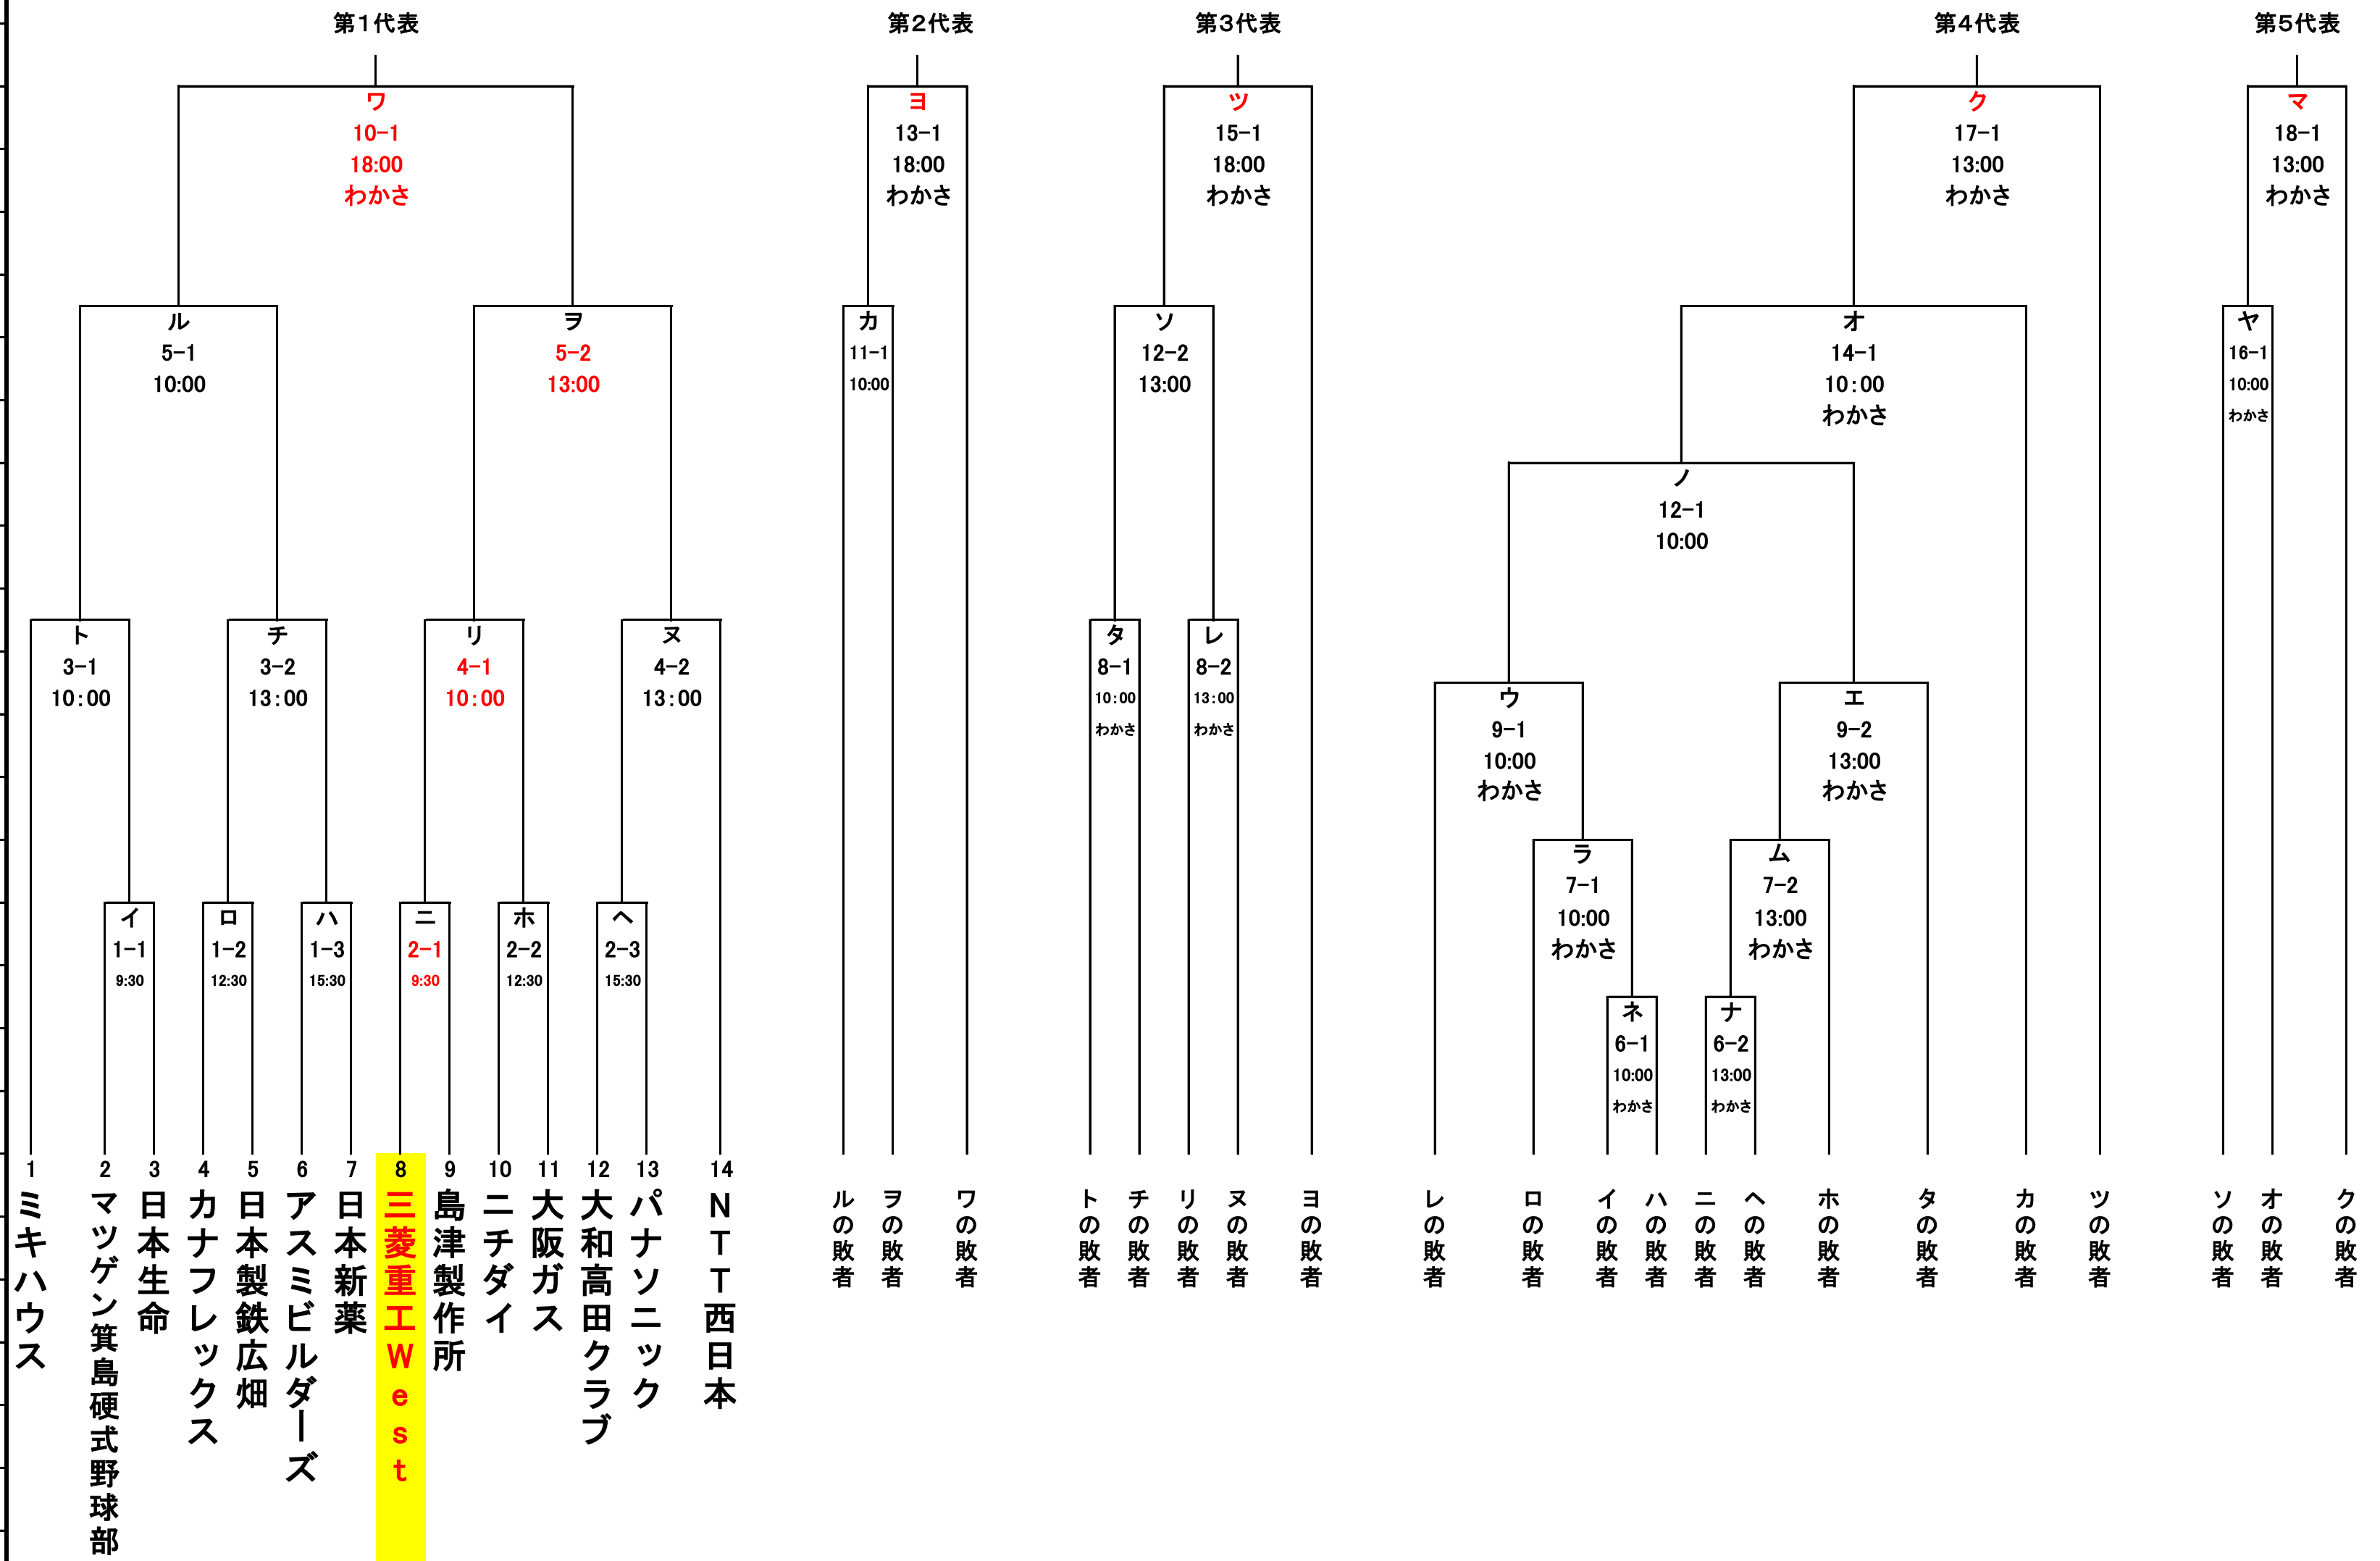 第１代表
第２代表
第３代表
第４代表
第５代表
ワ
10-1
18:00
わかさ
ヨ
13-1
18:00
わかさ
ツ
15-1
18:00
わかさ
ク
17-1
13:00
わかさ
マ
18-1
13:00
わかさ
ル
5-1
10:00
ヲ
5-2
13:00
カ
11-1
10:00
ソ
12-2
13:00
オ
14-1
10：00
わかさ
ヤ
16-1
10:00
わかさ
ノ
12-1
10:00
ト
3-1
10：00
チ
3-2
13：00
リ
4-1
10：00
ヌ
4-2
13：00
タ
8-1
10：00
わかさ
レ
8-2
13：00
わかさ
ウ
9-1
10:00
わかさ
エ
9-2
13:00
わかさ
ラ
7-1
10:00
わかさ
ム
7-2
13:00
わかさ
イ
1-1
9:30
ロ
1-2
12:30
ハ
1-3
15:30
ニ
2-1
9:30
ホ
2-2
12:30
ヘ
2-3
15:30
ネ
6-1
10:00
わかさ
ナ
6-2
13:00
わかさ
1
ミキハウス
2
マツゲン箕島硬式野球部
3
日本生命
4
カナフレックス
5
日本製鉄広畑
6
アスミビルダーズ
7
日本新薬
8
三菱重工Ｗｅｓｔ
9
島津製作所
10
ニチダイ
11
大阪ガス
12
大和高田クラブ
13
パナソニック
14
ＮＴＴ西日本
ルの敗者
ヲの敗者
ワの敗者
トの敗者
チの敗者
リの敗者
ヌの敗者
ヨの敗者
レの敗者
ロの敗者
イの敗者
ハの敗者
ニの敗者
ヘの敗者
ホの敗者
タの敗者
カの敗者
ツの敗者
ソの敗者
オの敗者
クの敗者